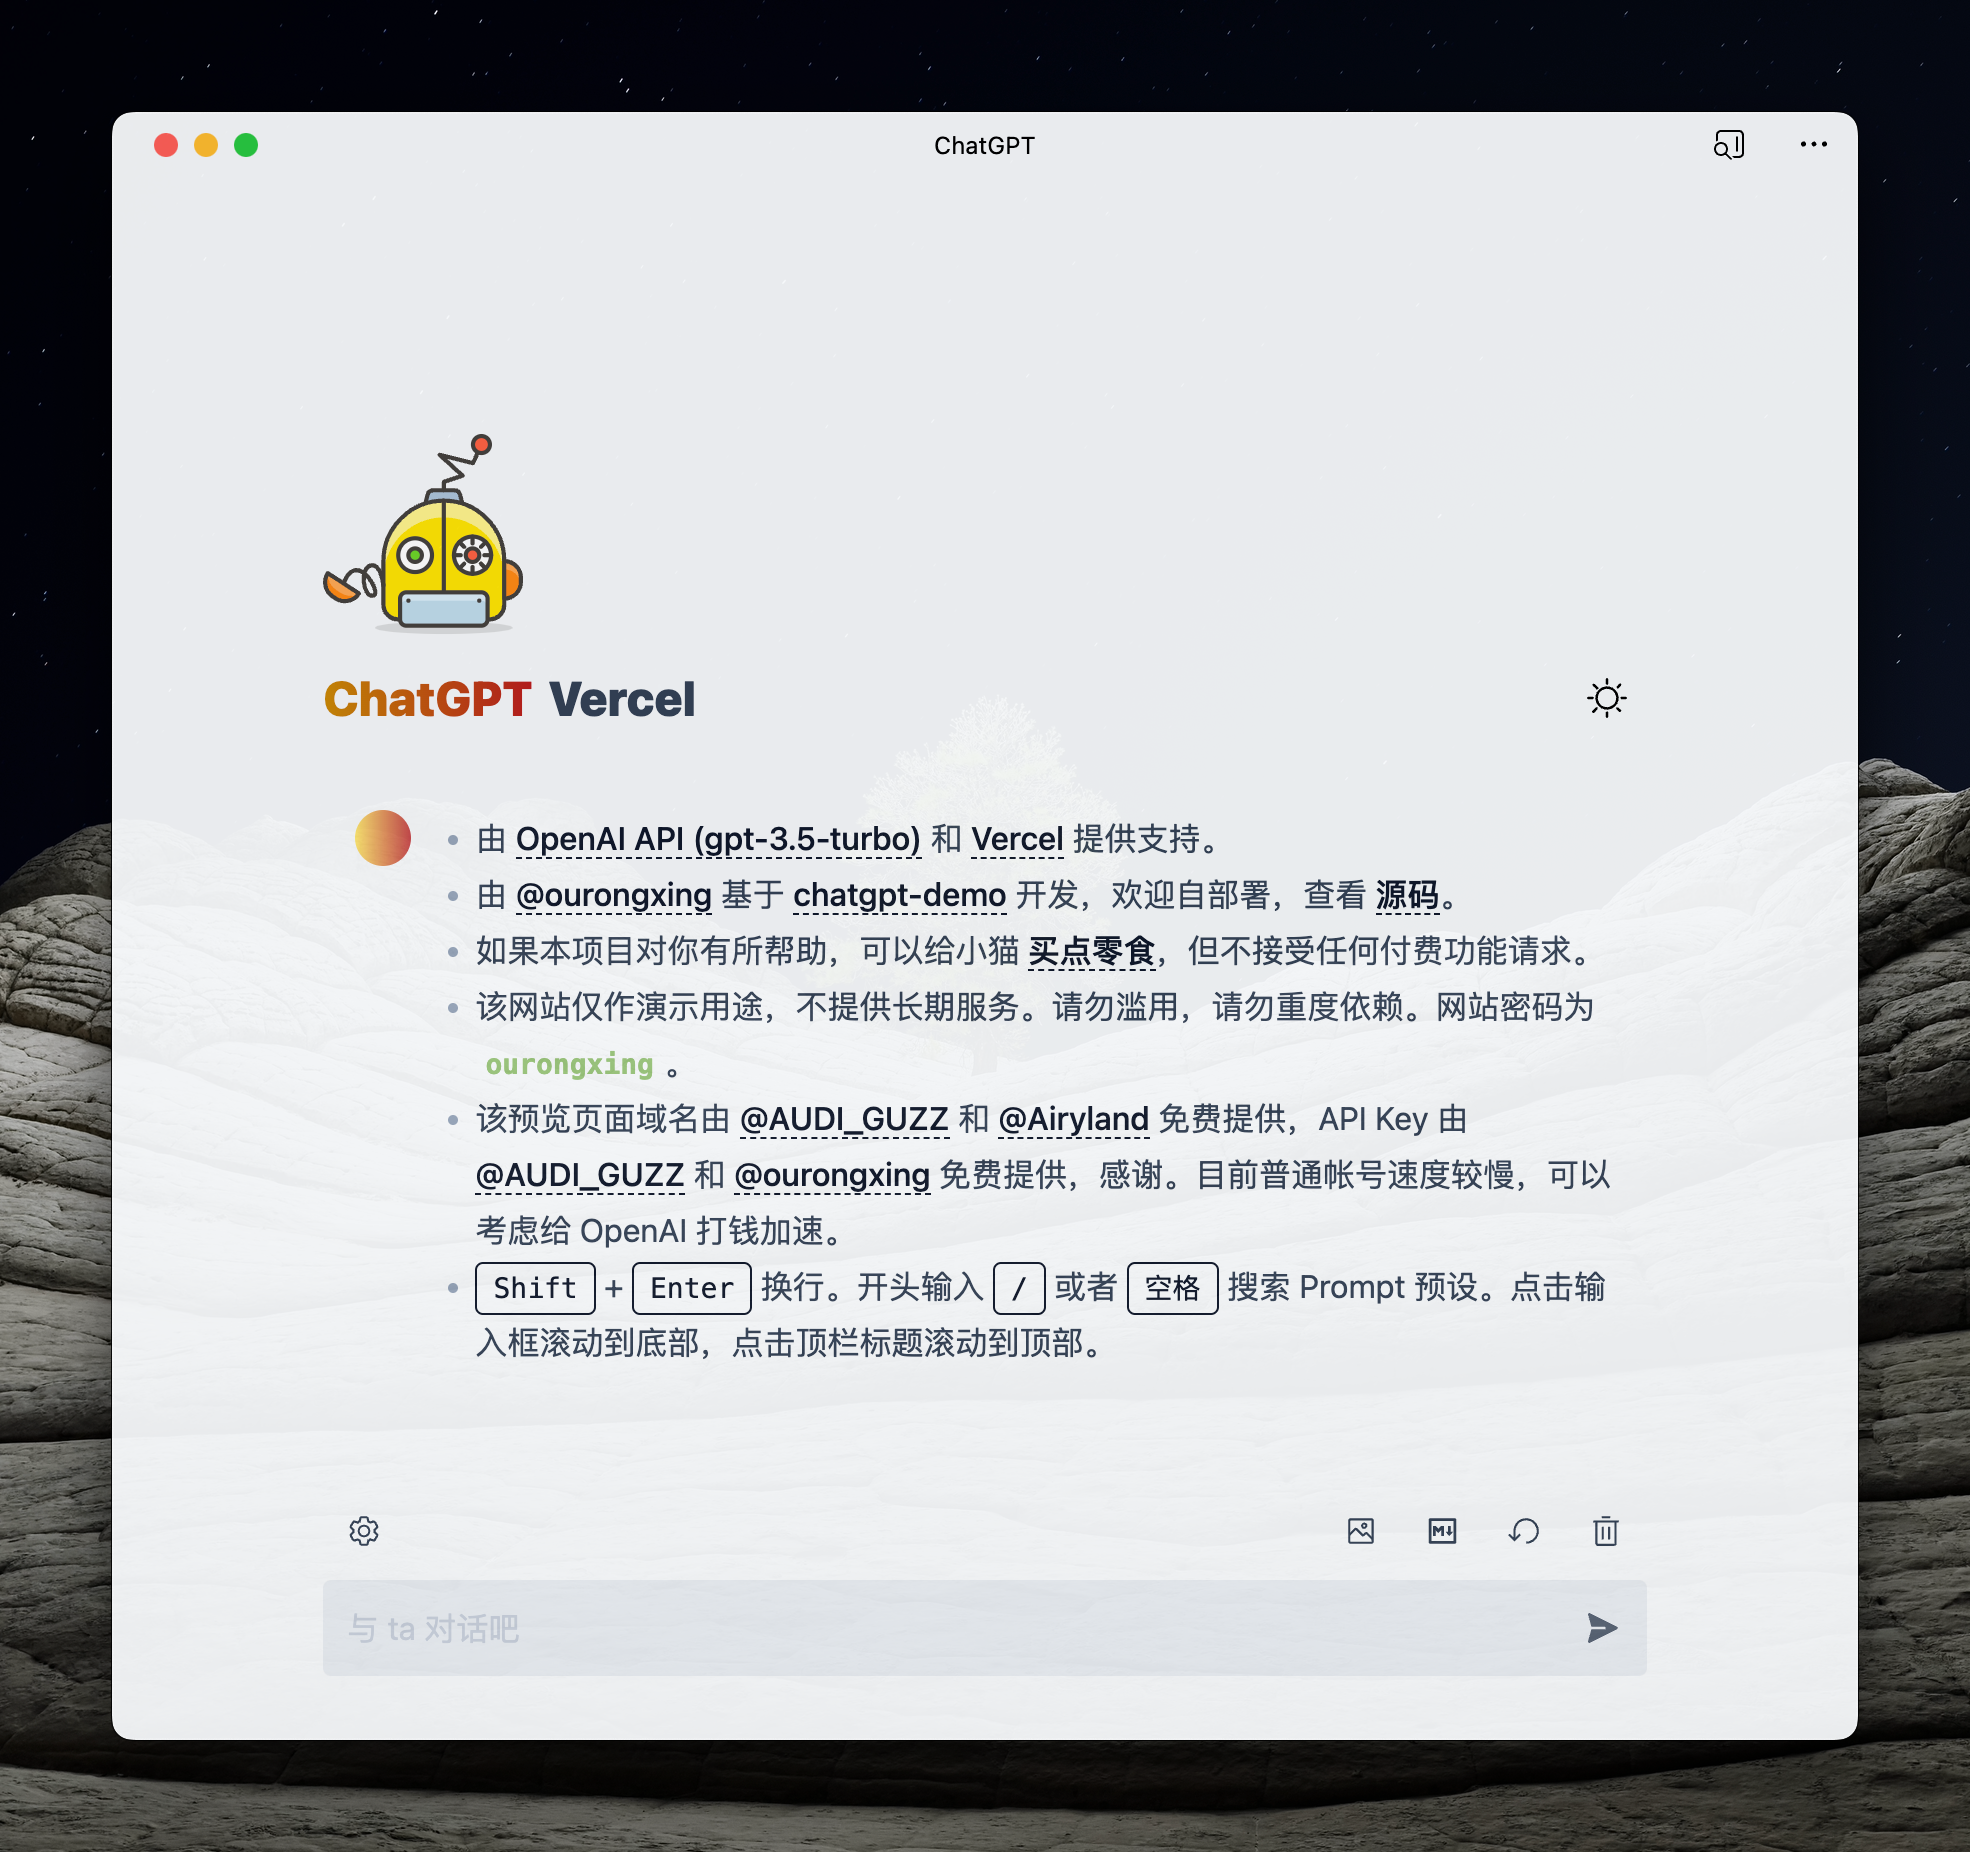 ChatGPT
ChatGPT Vercel
由 OpenAI API (gpt-3.5-turbo) 和 Vercel 提供支持。
由 @ourongxing 基于 chatgpt-demo 开发，欢迎自部署，查看 源码。
如果本项目对你有所帮助，可以给小猫 买点零食，但不接受任何付费功能请求。
该网站仅作演示用途，不提供长期服务。请勿滥用，请勿重度依赖。网站密码为
ourongxing 。
该预览页面域名由 @AUDI_GUZZ 和 @Airyland 免费提供，API Key 由
@AUDI_GUZZ 和 @ourongxing 免费提供，感谢。目前普通帐号速度较慢，可以
考虑给 OpenAI 打钱加速。
Shift + Enter 换行。开头输入 / 或者 空格 搜索 Prompt 预设。点击输
入框滚动到底部，点击顶栏标题滚动到顶部。
M↓
与 ta 对话吧